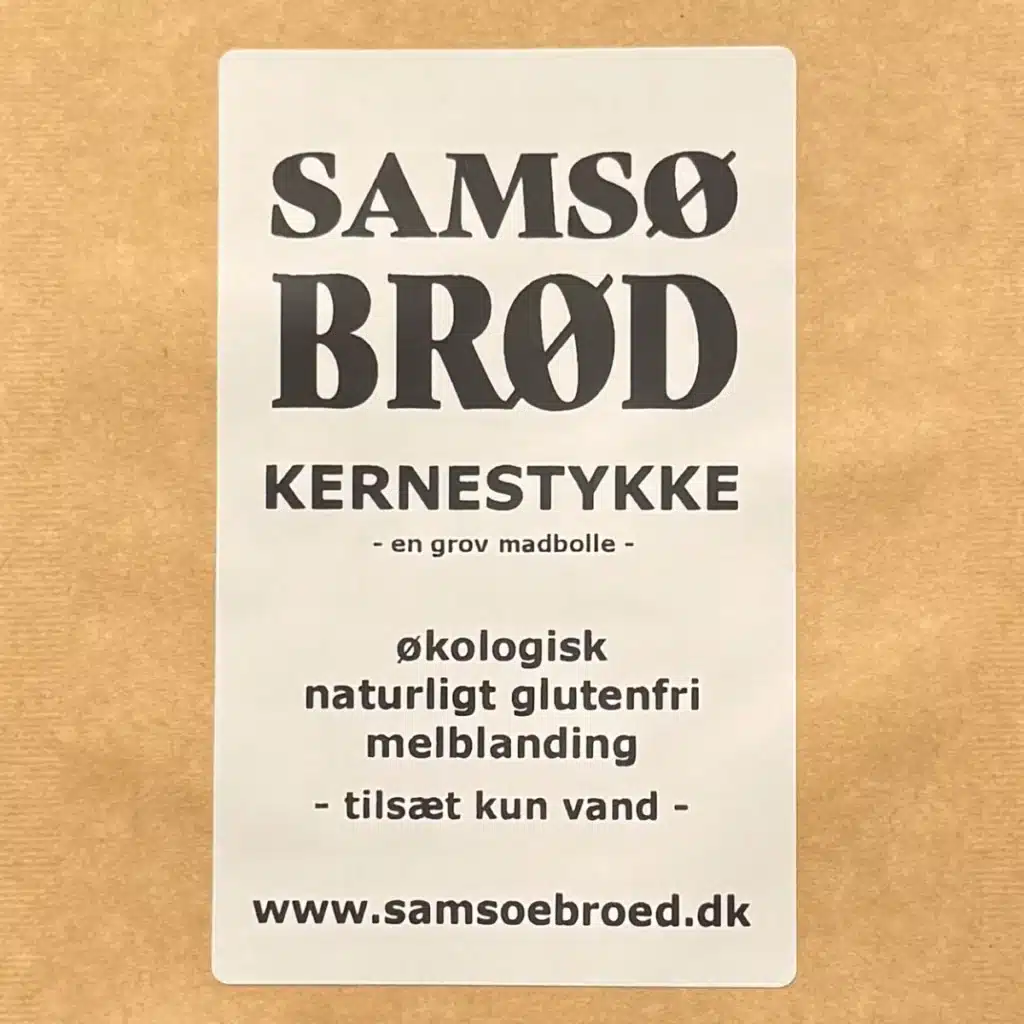 SAMSØ
BRØD
KERNESTYKKE
- en grov madbolle -
økologisk
naturligt glutenfri
melblanding
- tilsæt kun vand -
www.samsoebroed.dk